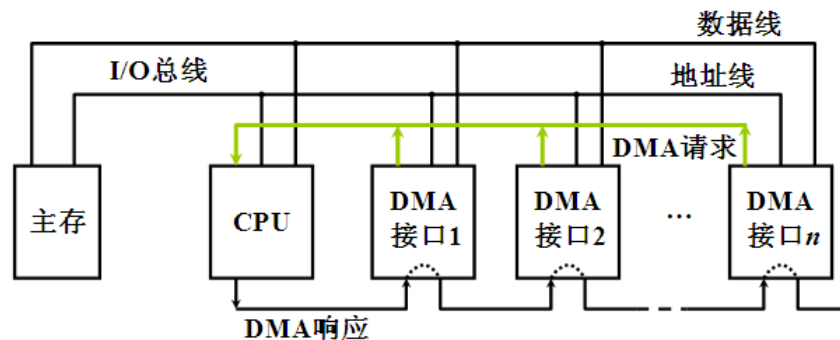 数据线
I/O总线
地址线
DMA请求
主存
CPU
DMA
接口1
DMA
接口2
...
DMA
接口n
DMA响应